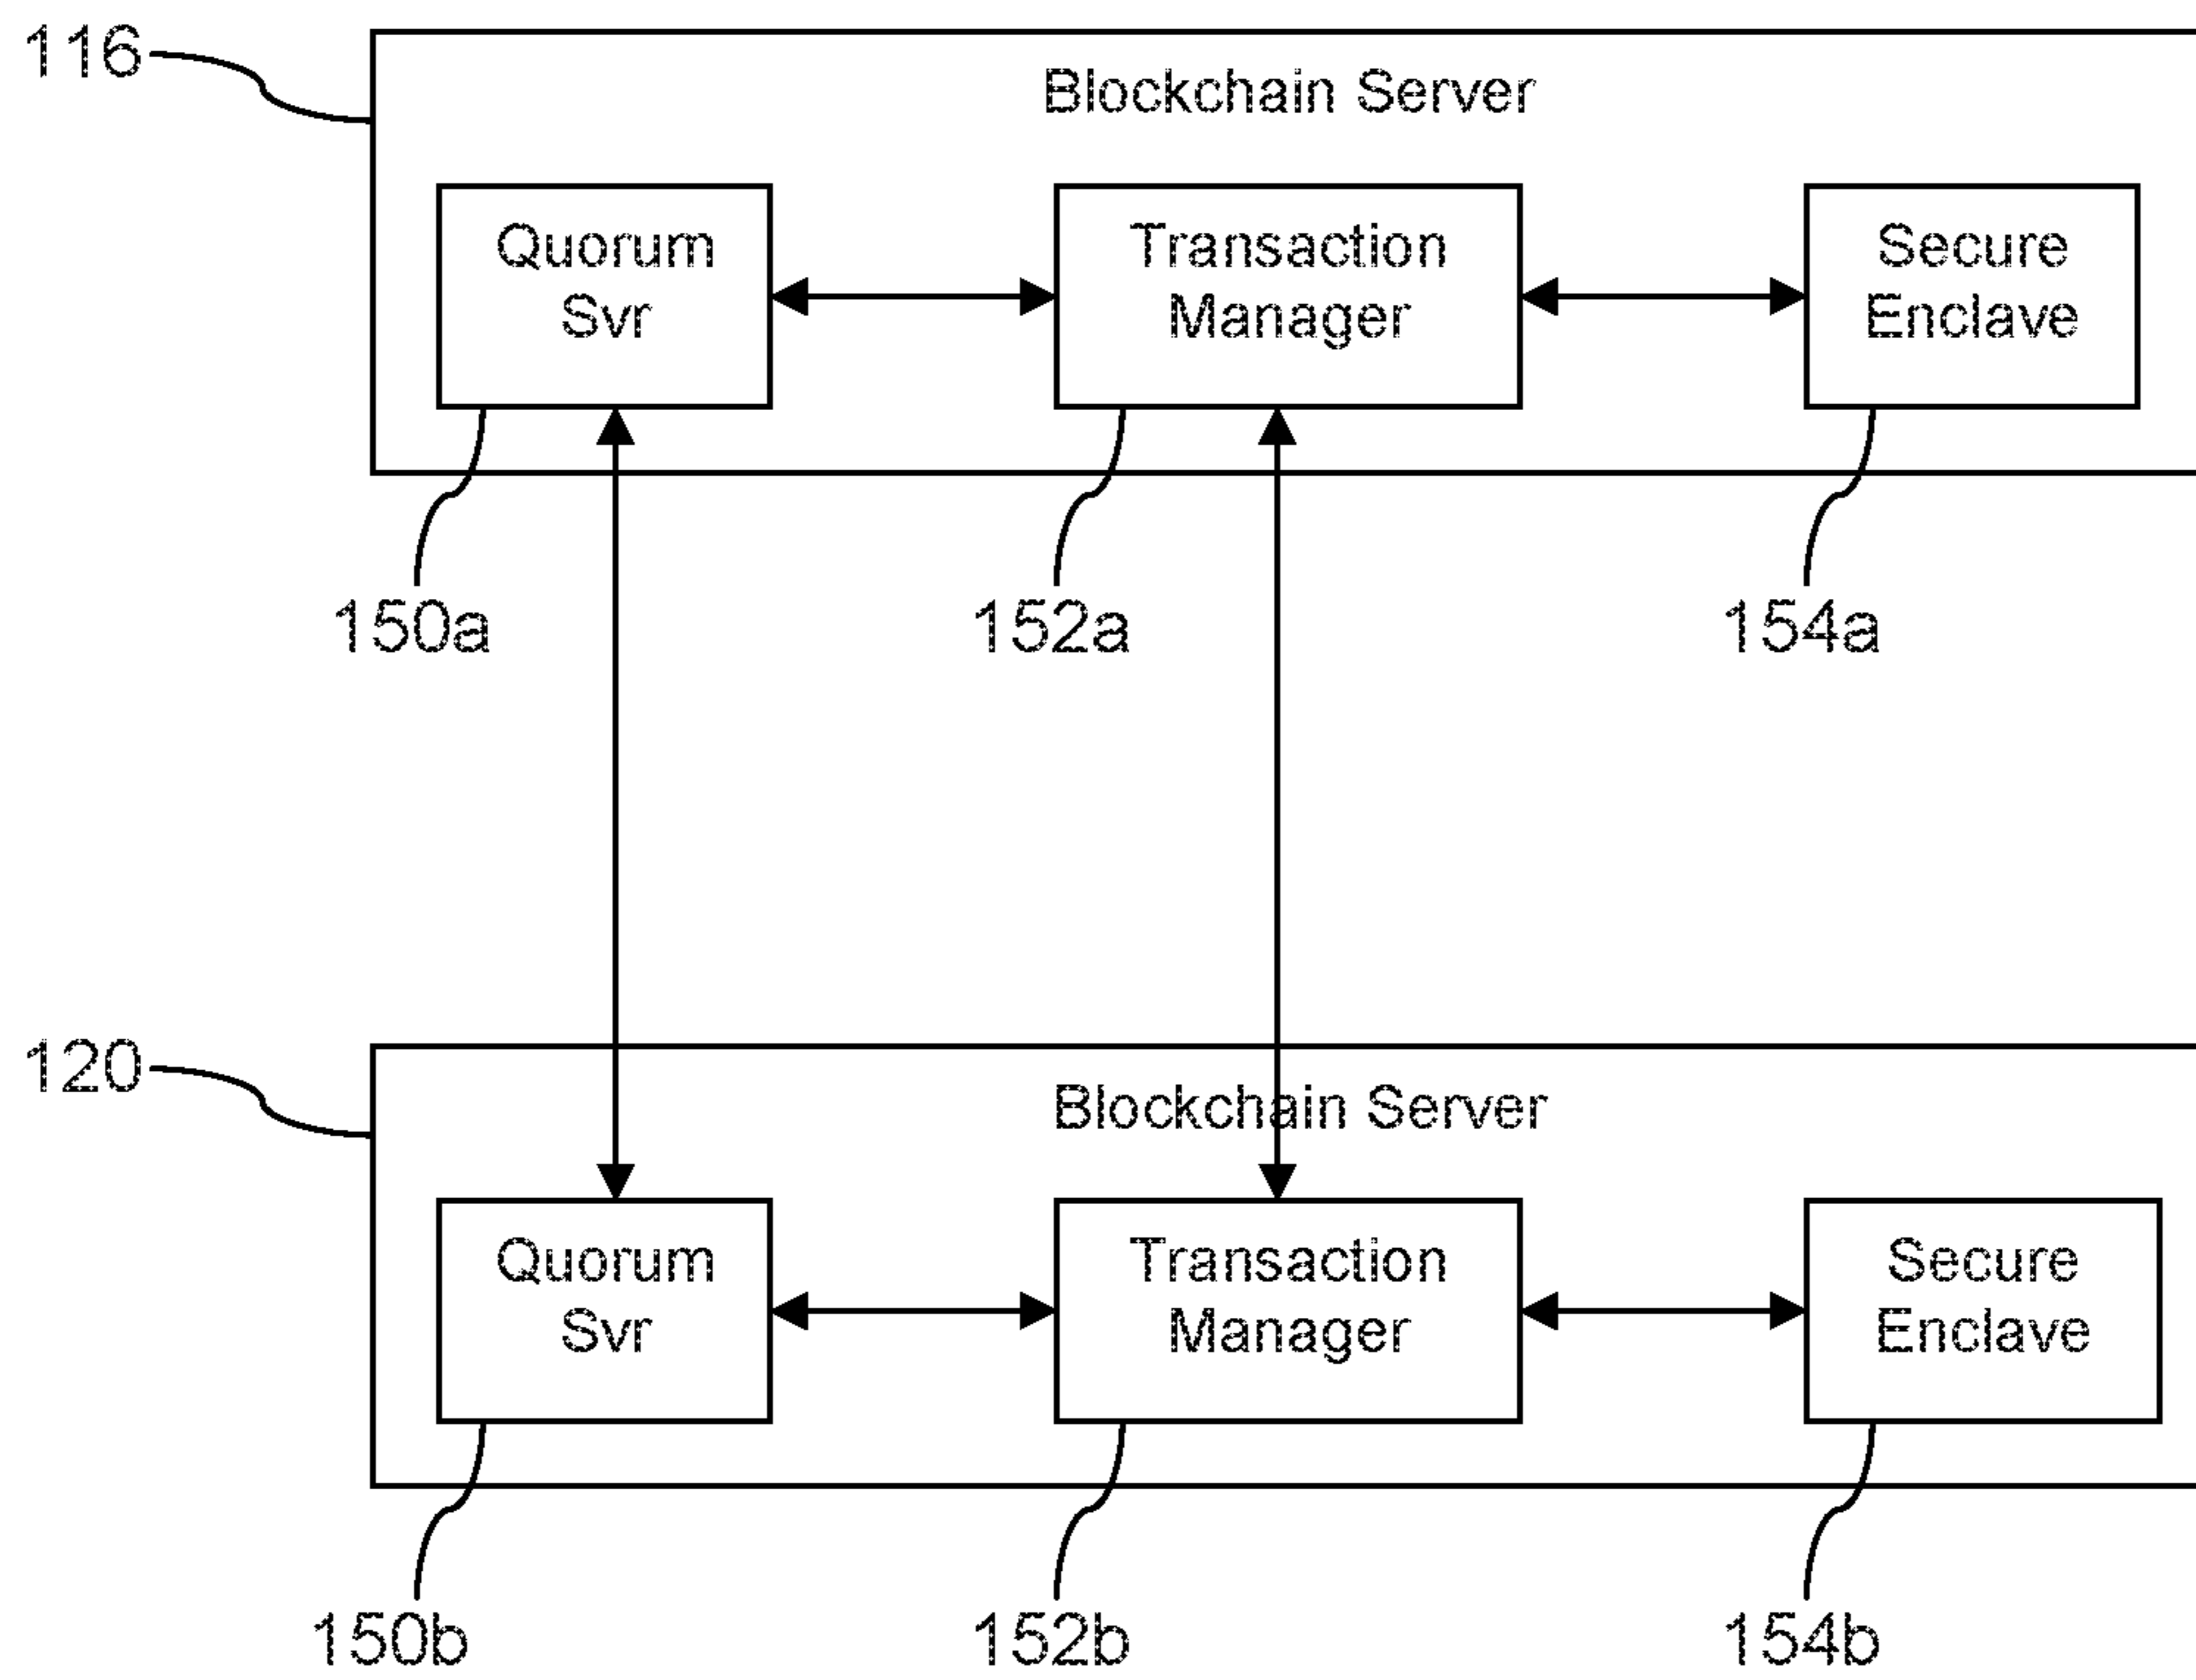 116
Blockchain Server
Quorum
Svr
Transaction
Manager
Secure
Enclave
150a
152a
154a
120
Blockchain Server
Quorum
Svr
Transaction
Manager
Secure
Enclave
150b
152b
154b